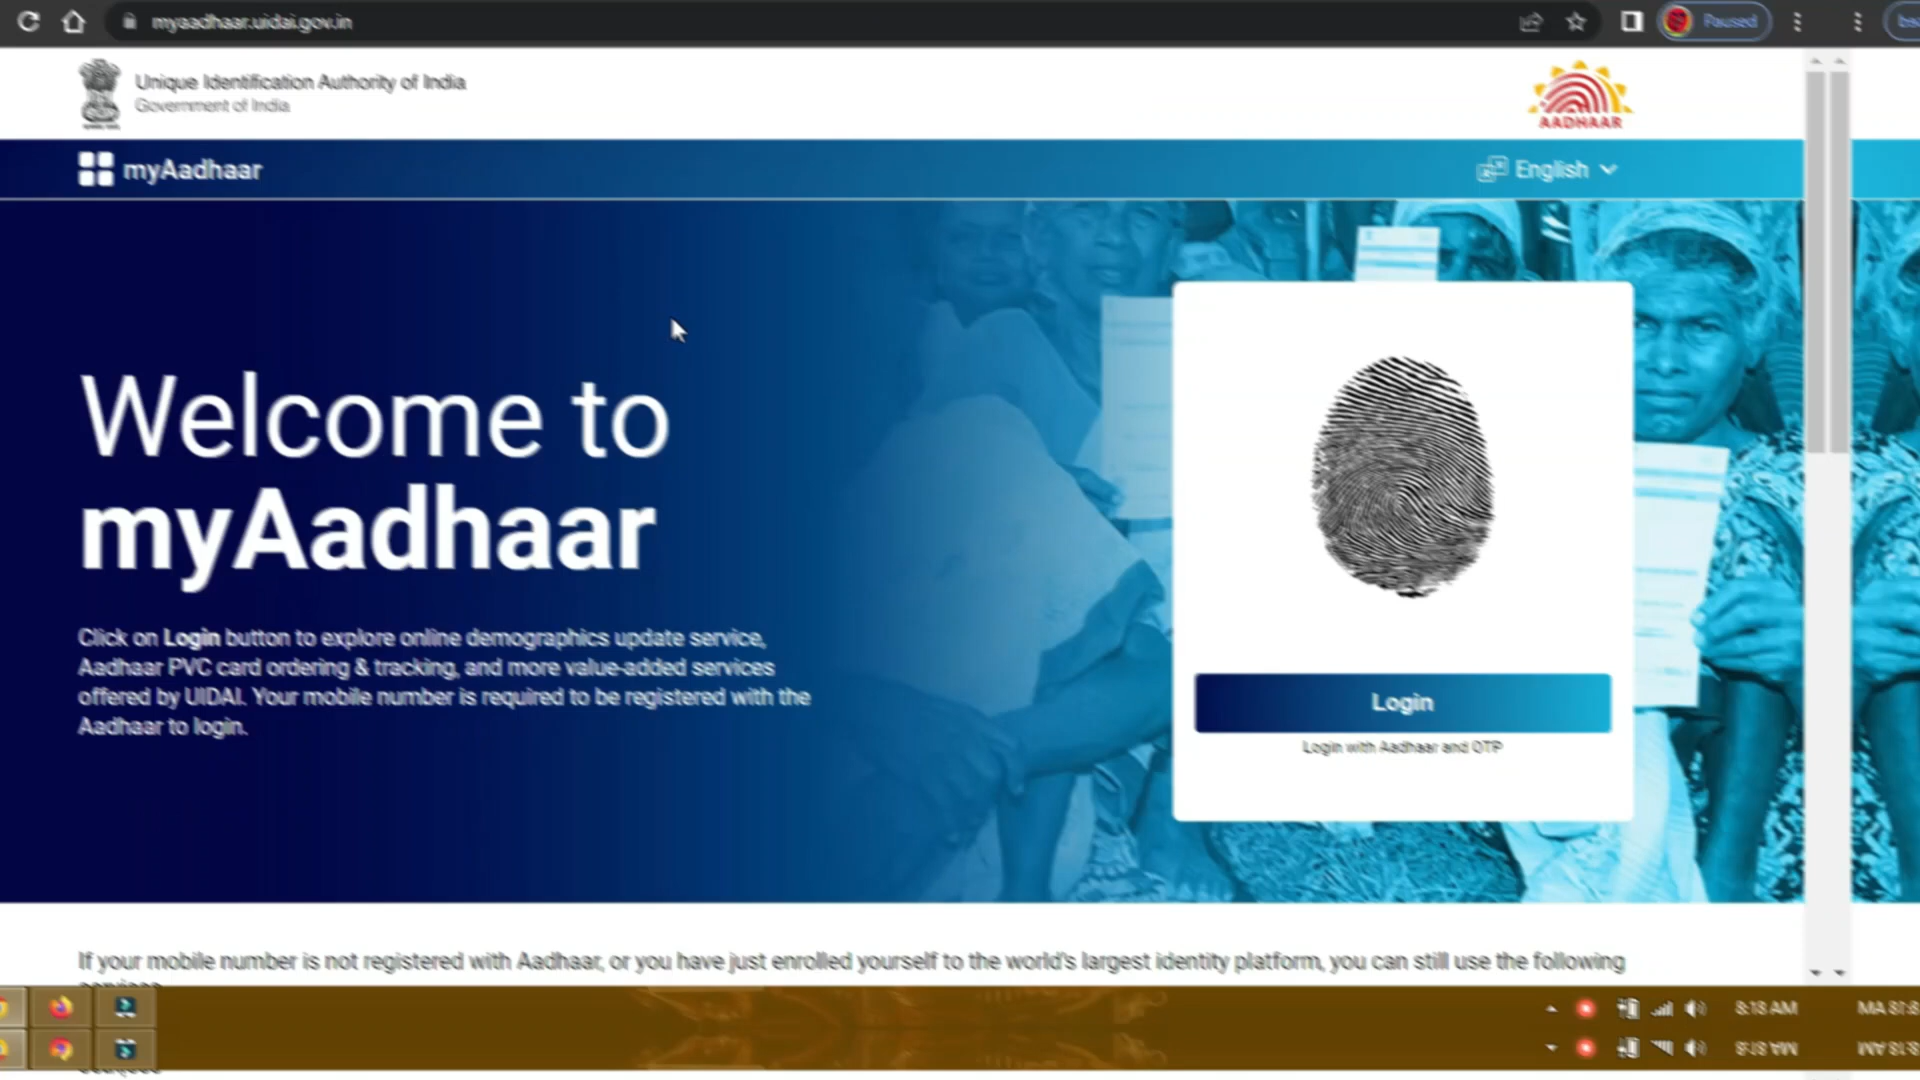 myaadhaar.uidai.gov.in
Paused
Unique Identification Authority of India
Government of India
AADHAAR
myAadhaar
English
Welcome to
myAadhaar
Click on Login button to explore online demographics update service,
Aadhaar PVC card ordering & tracking, and more value-added services
offered by UIDAI. Your mobile number is required to be registered with the
Aadhaar to login.
Login
Login with Aadhaar and OTP
If your mobile number is not registered with Aadhaar, or you have just enrolled yourself to the world's largest identity platform, you can still use the following
services
8:18 AM